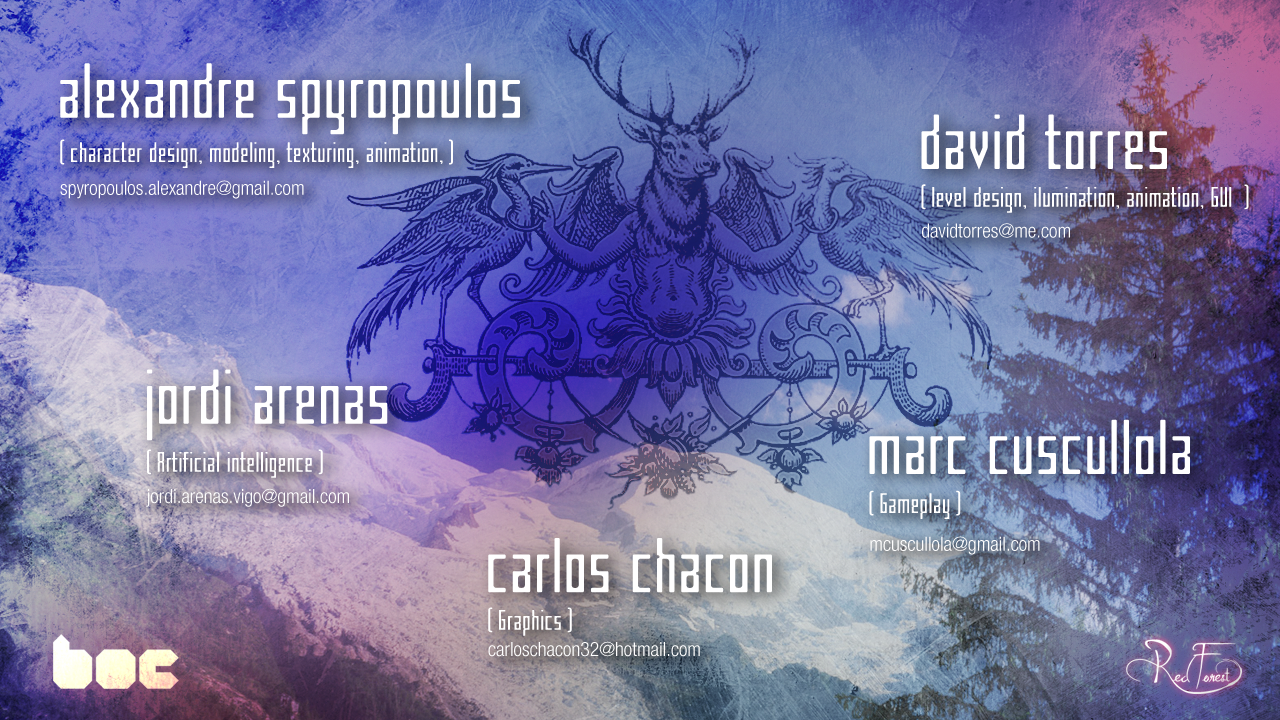 alexandre spyropoulos
( character design, modeling, texturing, animation, )
spyropoulos.alexandre@gmail.com
david torres
( level design, ilumination, animation, GUI )
davidtorres@me.com
jordi arenas
( Artificial intelligence )
jordi.arenas.vigo@gmail.com
marc cuscullola
( Gameplay )
mcuscullola@gmail.com
carlos chacon
( Graphics )
carloschacon32@hotmail.com
boc
Red Forest